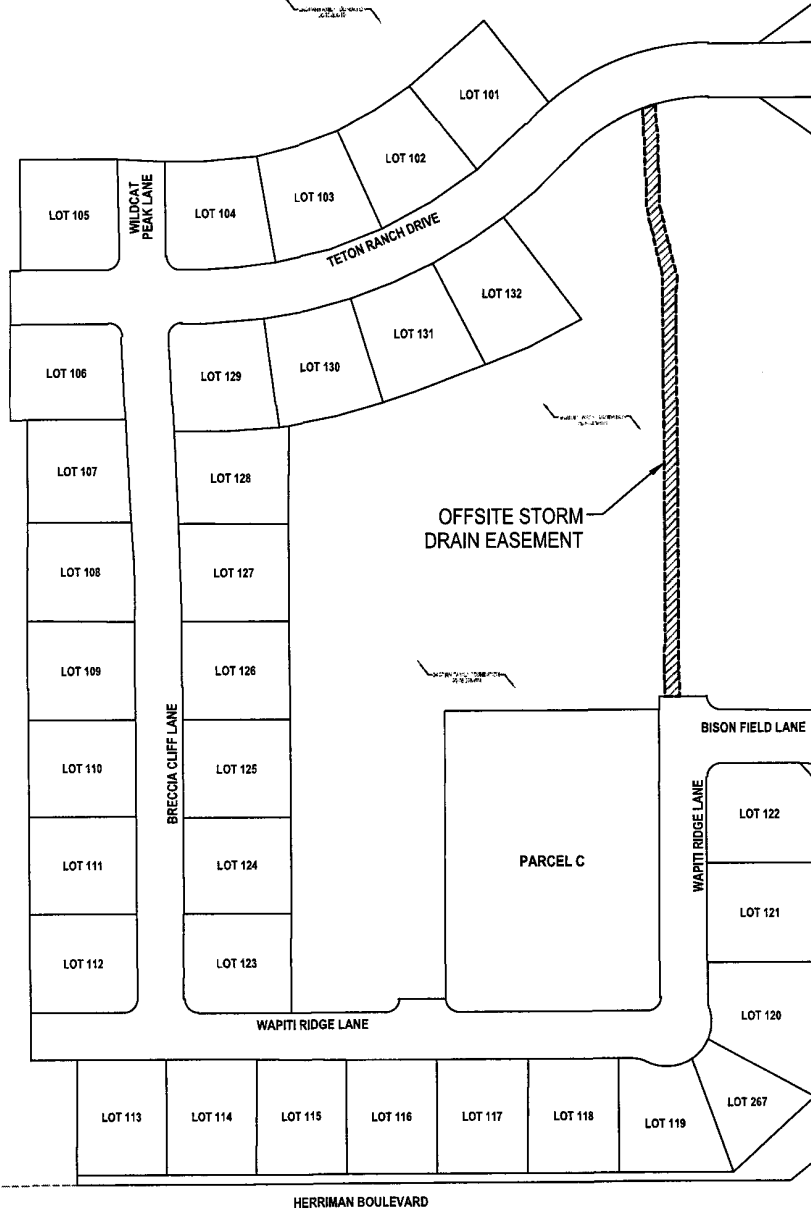 LOT 101
LOT 102
LOT 103
LOT 104
WILDCAT
PEAK LANE
LOT 105
TETON RANCH DRIVE
LOT 132
LOT 131
LOT 130
LOT 129
LOT 106
LOT 107
LOT 128
OFFSITE STORM
DRAIN EASEMENT
LOT 108
LOT 127
LOT 109
LOT 126
BRECCIA CLIFF LANE
LOT 110
LOT 125
LOT 111
LOT 124
LOT 112
LOT 123
BISON FIELD LANE
WAPITI RIDGE LANE
LOT 122
PARCEL C
LOT 121
LOT 120
WAPITI RIDGE LANE
LOT 113
LOT 114
LOT 115
LOT 116
LOT 117
LOT 118
LOT 119
LOT 267
HERRIMAN BOULEVARD